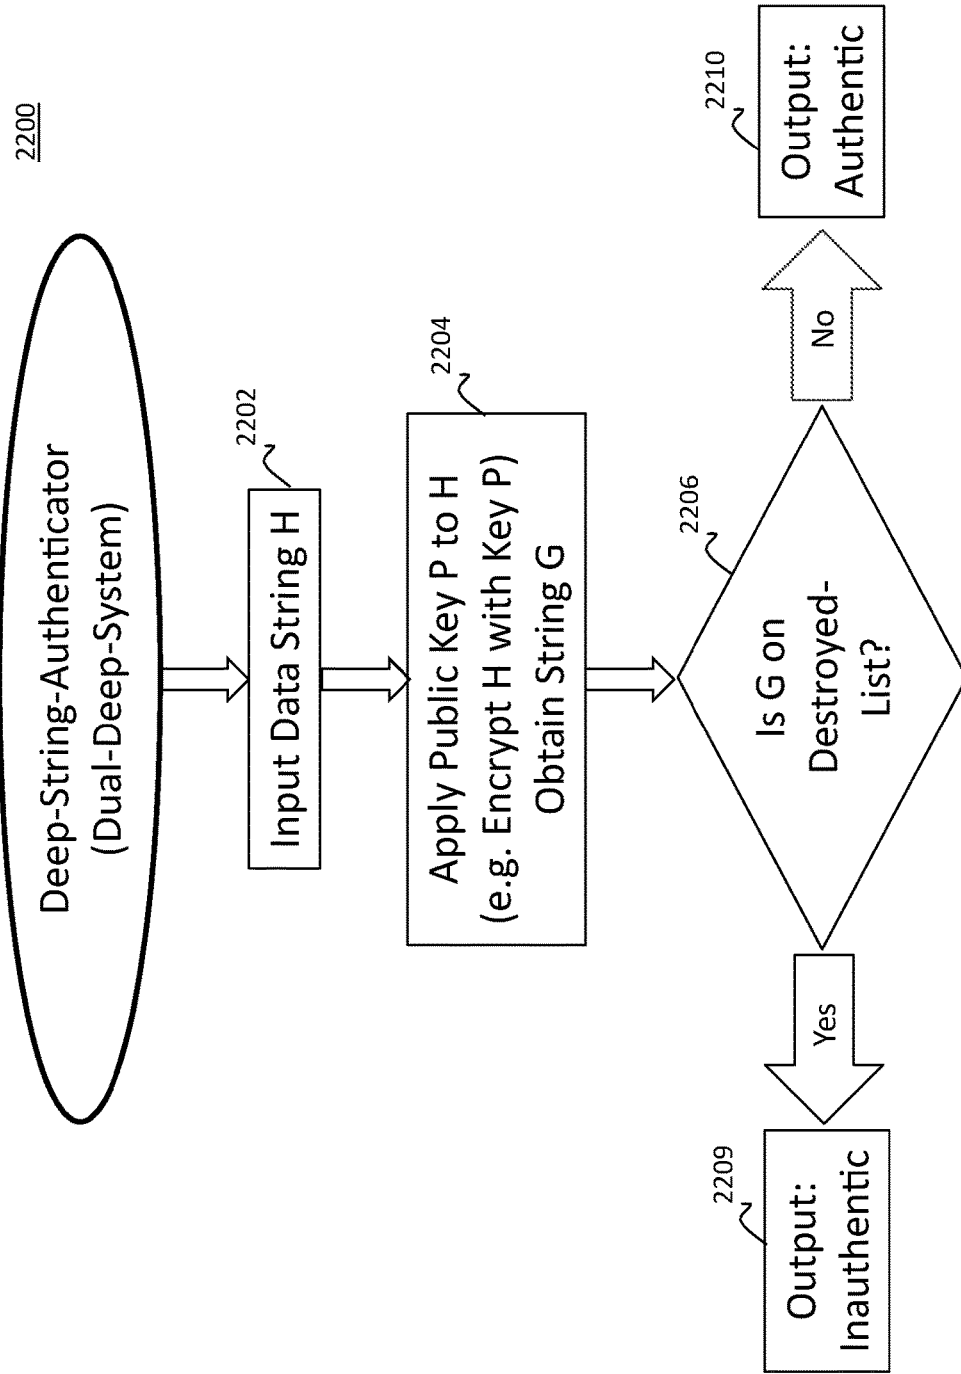 2200
Deep-String-Authenticator
(Dual-Deep-System)
2202
Input Data String H
2204
Apply Public Key P to H
(e.g. Encrypt H with Key P)
Obtain String G
2206
Is G on
Destroyed-
List?
Yes
No
2209
Output:
Inauthentic
2210
Output:
Authentic